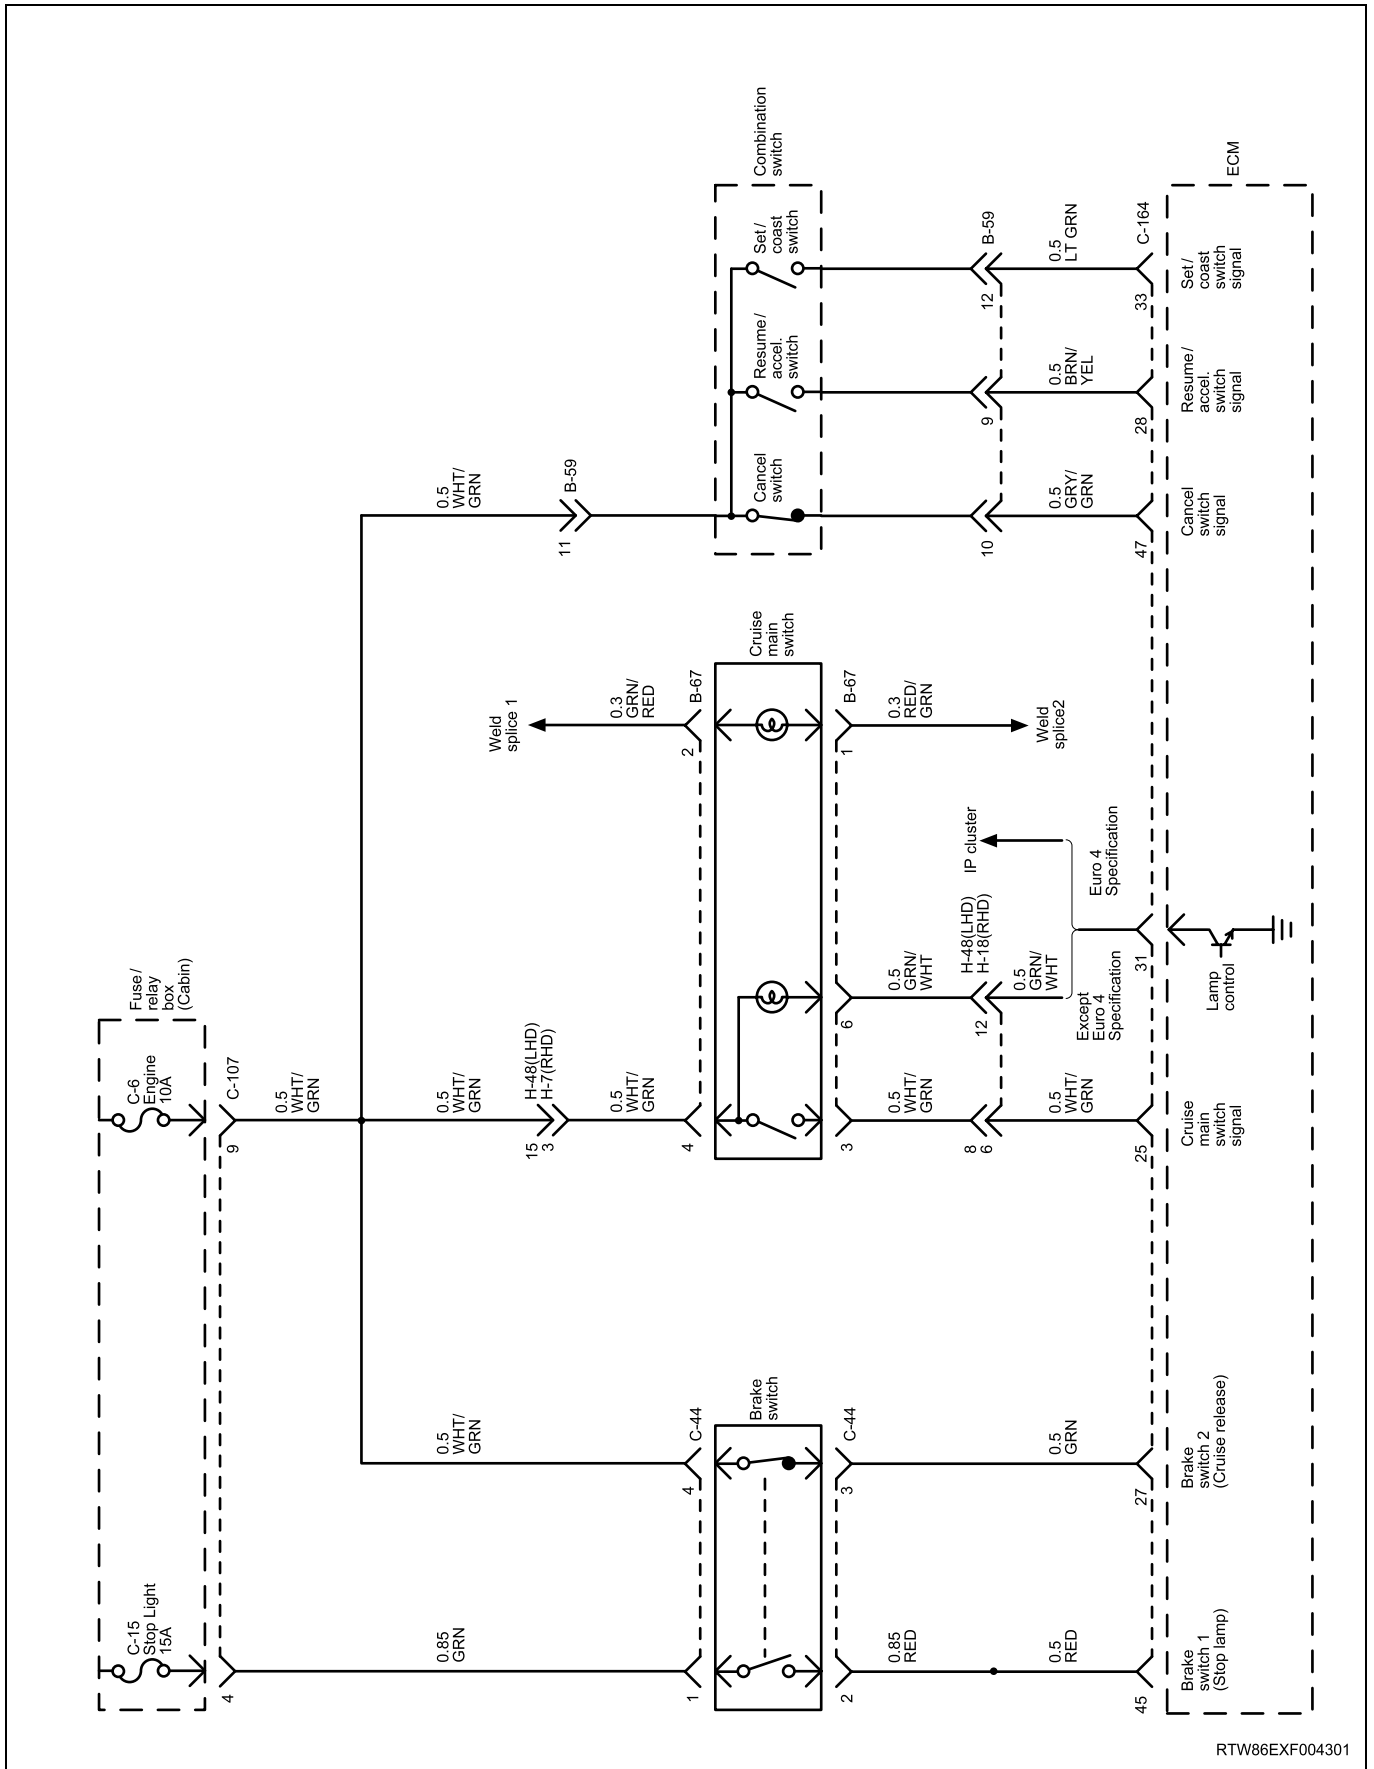 Fuse/
relay
box
(Cabin)
C-15
Stop Light
15A
C-6
Engine
10A
4
9
C-107
0.85
GRN
0.5
WHT/
GRN
0.5
WHT/
GRN
0.5
WHT/
GRN
0.5
WHT/
GRN
15
3
H-48(LHD)
H-7(RHD)
0.5
WHT/
GRN
Weld
splice 1
0.3
GRN/
RED
11
B-59
1
4
C-44
4
2
B-67
Brake
switch
Cruise
main
switch
Combination
switch
Cancel
switch
Resume/
accel.
switch
Set/
coast
switch
2
3
C-44
3
6
1
B-67
0.85
RED
0.5
RED
0.5
GRN
0.5
WHT/
GRN
8
6
0.5
WHT/
GRN
0.5
GRN/
WHT
12
H-48(LHD)
H-18(RHD)
0.5
GRN/
WHT
IP cluster
0.3
RED/
GRN
Weld
splice2
Except
Euro 4
Specification
Euro 4
Specification
10
9
12
B-59
0.5
GRY/
GRN
0.5
BRN/
YEL
0.5
LT GRN
45
27
25
31
47
28
33
C-164
Brake
switch 1
(Stop lamp)
Brake
switch 2
(Cruise release)
Cruise
main
switch
signal
Lamp
control
Cancel
switch
signal
Resume/
accel.
switch
signal
Set/
coast
switch
signal
ECM
RTW86EXF004301